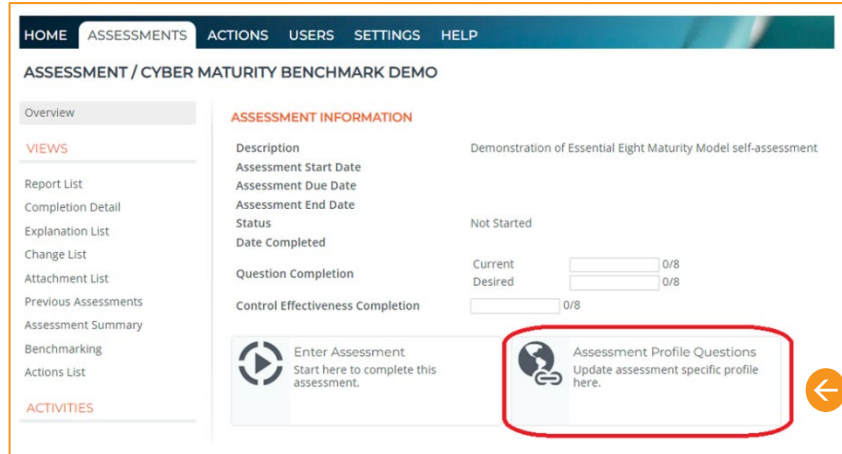 HOME ASSESSMENTS ACTIONS USERS SETTINGS HELP
ASSESSMENT / CYBER MATURITY BENCHMARK DEMO
Overview
VIEWS
Report List
Completion Detail
Explanation List
Change List
Attachment List
Previous Assessments
Assessment Summary
Benchmarking
Actions List
ACTIVITIES
ASSESSMENT INFORMATION
Description Demonstration of Essential Eight Maturity Model self-assessment
Assessment Start Date
Assessment Due Date
Assessment End Date
Status Not Started
Date Completed
Question Completion
Current 0/8
Desired 0/8
Control Effectiveness Completion 0/8
Enter Assessment
Start here to complete this
assessment.
Assessment Profile Questions
Update assessment specific profile
here.